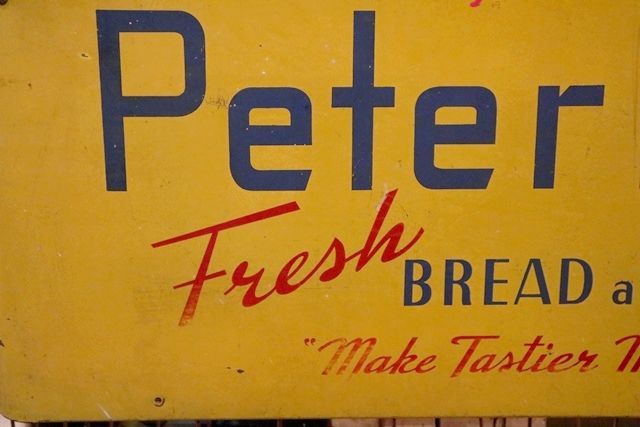 Peter
Fresh
BREAD a
"Make Tastier